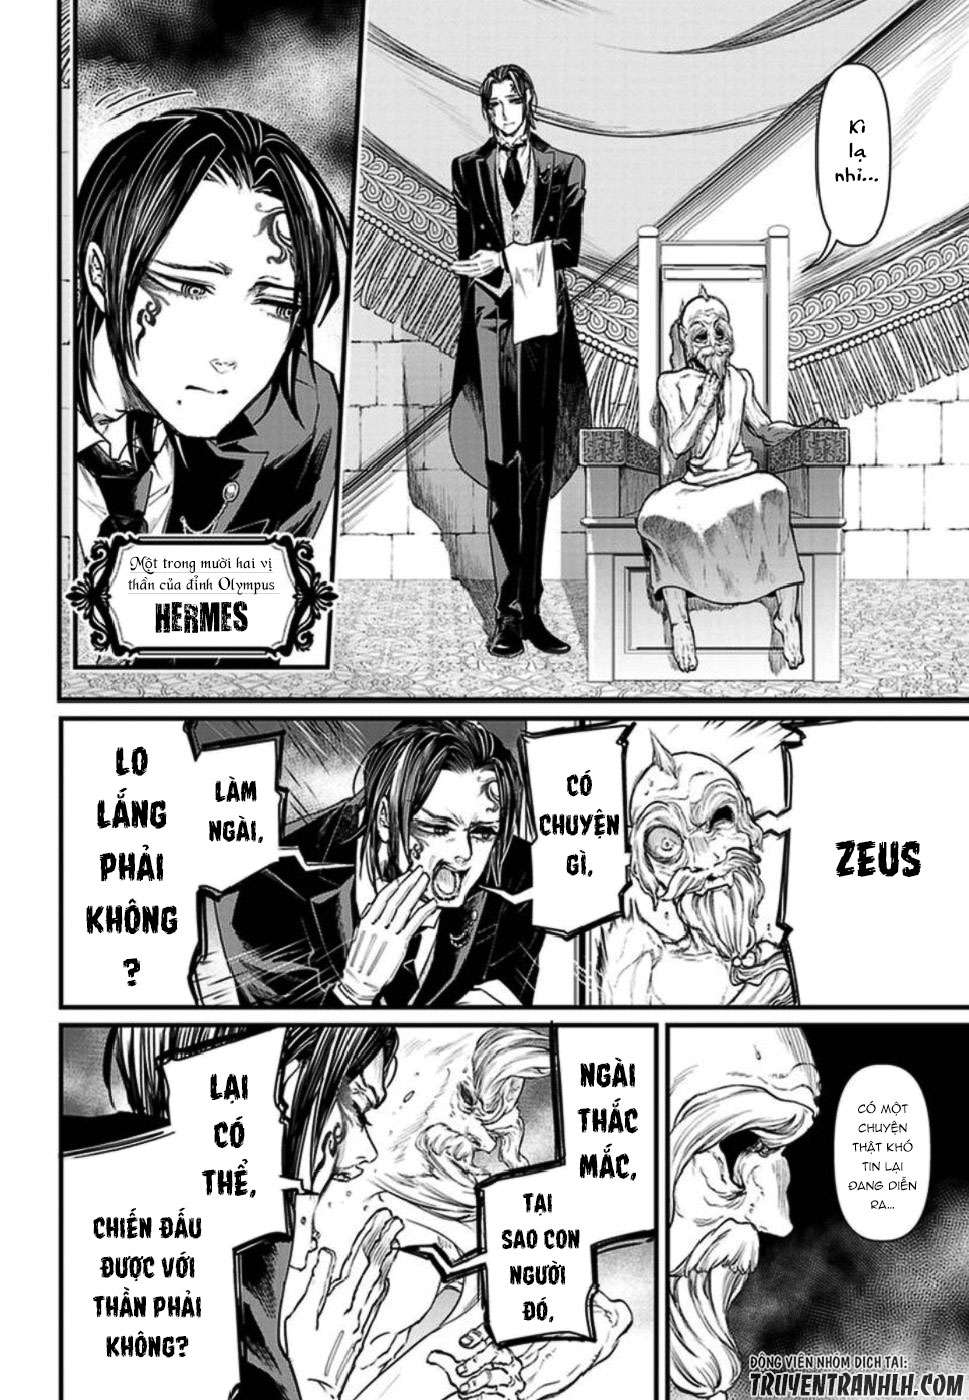 Kì
lạ
nhỉ...
Một trong mười hai vị
thần của đỉnh Olympus
HERMES
ZEUS
CÓ
CHUYỆN
GÌ,
LÀM
NGÀI,
LO
LẮNG
PHẢI
KHÔNG
?
CÓ MỘT
CHUYỆN
THẬT KHÓ
TIN LẠI
ĐANG DIỄN
RA...
NGÀI
THẮC
MẮC,
TẠI
SAO CON
NGƯỜI
ĐÓ,
LẠI
CÓ
THỂ,
CHIẾN ĐẤU
ĐƯỢC VỚI
THẦN PHẢI
KHÔNG?
ĐỘNG VIÊN NHÓM DỊCH TẠI:
TRUYENTRANHLH.COM